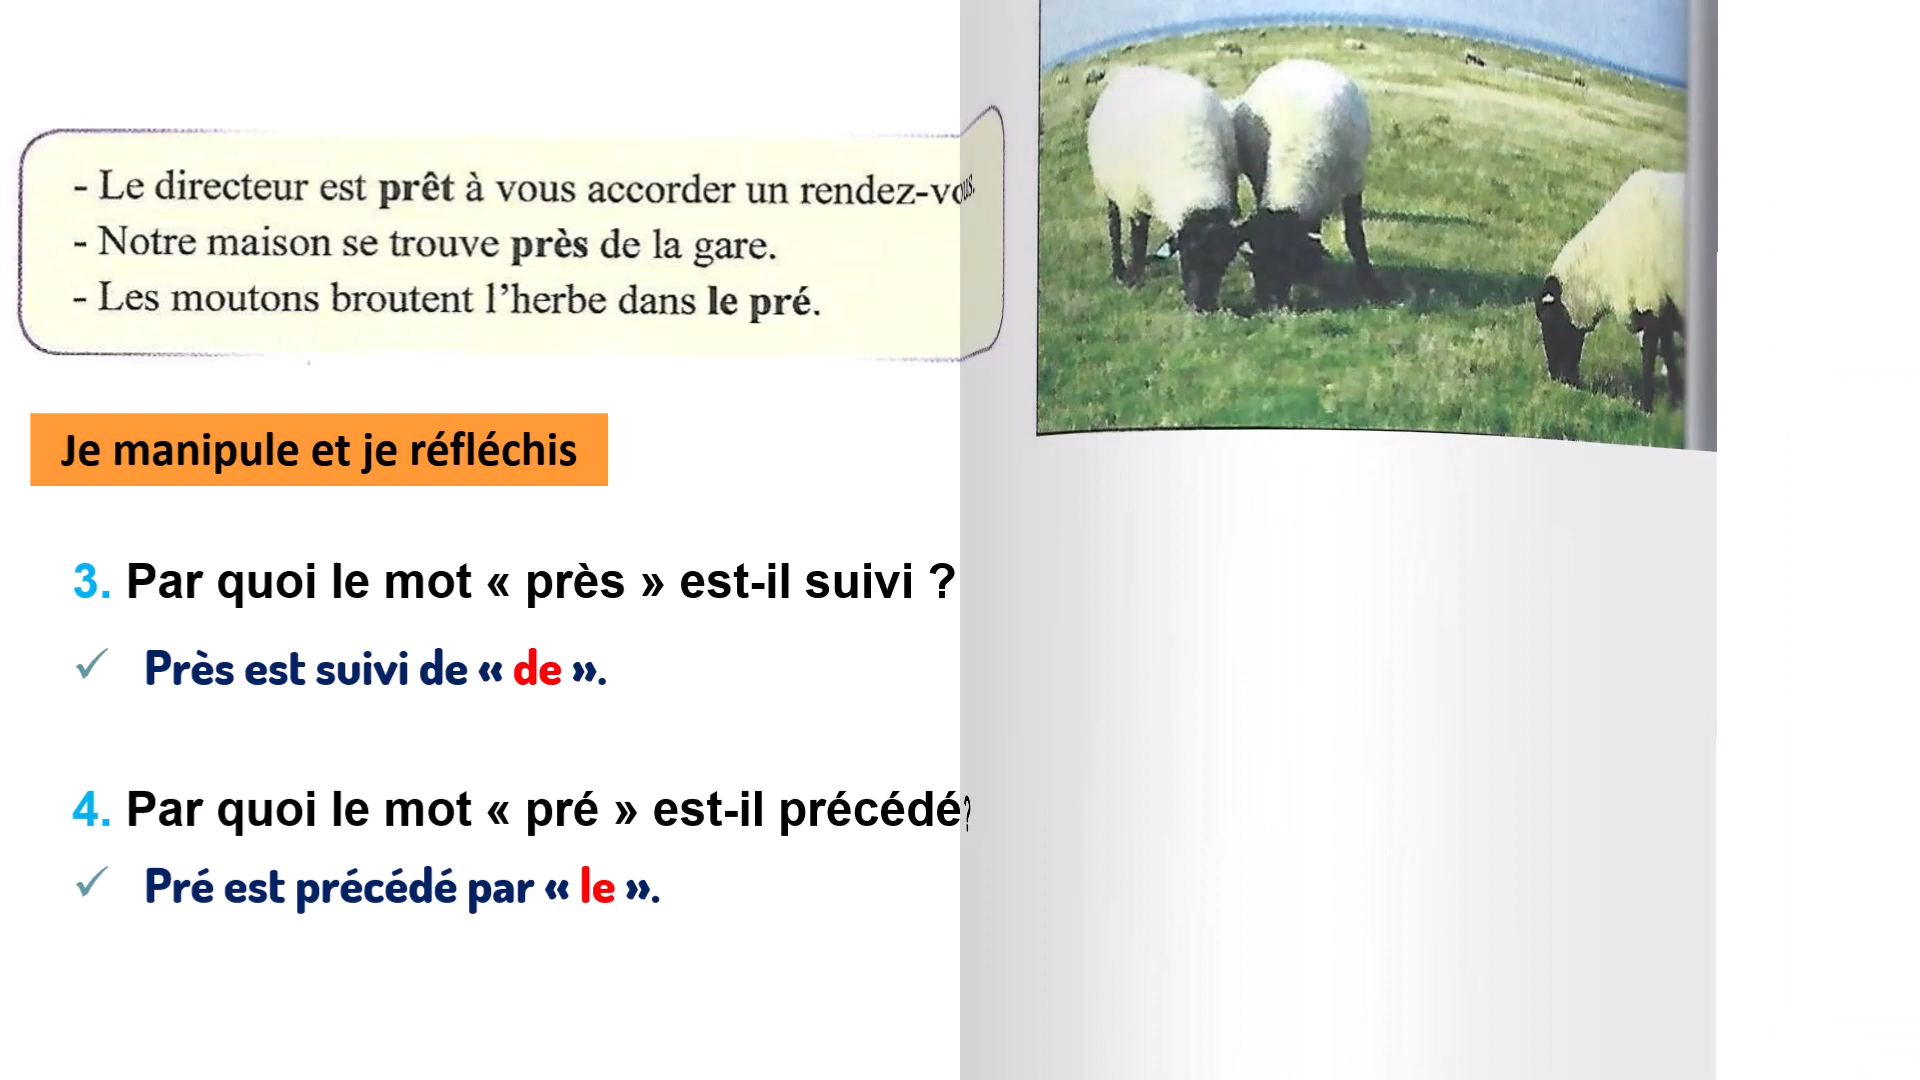 - Le directeur est prêt à vous accorder un rendez-vous.
- Notre maison se trouve près de la gare.
- Les moutons broutent l’herbe dans le pré.
Je manipule et je réfléchis
3. Par quoi le mot « près » est-il suivi ?
✓ Près est suivi de « de ».
4. Par quoi le mot « pré » est-il précédé?
✓ Pré est précédé par « le ».